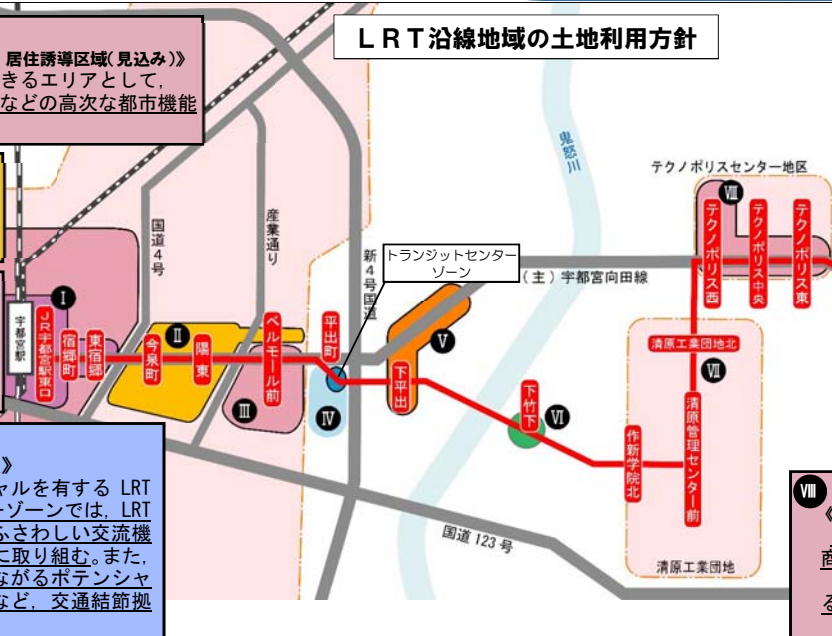 LRT沿線地域の土地利用方針
居住誘導区域(見込み)》
きるエリアとして,
などの高次な都市機能
鬼怒川
テクノポリスセンター地区
Ⅷ
テクノポリス西
テクノポリス中央
テクノポリス東
国道4号
産業通り
新4号国道
トランジットセンター
ゾーン
(主)宇都宮向田線
Ⅰ
宇都宮駅
JR宇都宮駅東口
宿郷町
東宿郷
今泉町
Ⅱ
陽東
ベルモール前
平出町
Ⅲ
Ⅳ
下平出
Ⅴ
下竹下
Ⅵ
作新学院北
清原工業団地北
Ⅶ
清原管理センター前
清原工業団地
国道123号
》
ャルを有する LRT
ーゾーンでは, LRT
ふさわしい交流機
に取り組む。また,
ながるポテンシャ
など, 交通結節拠
Ⅷ
《
商
る